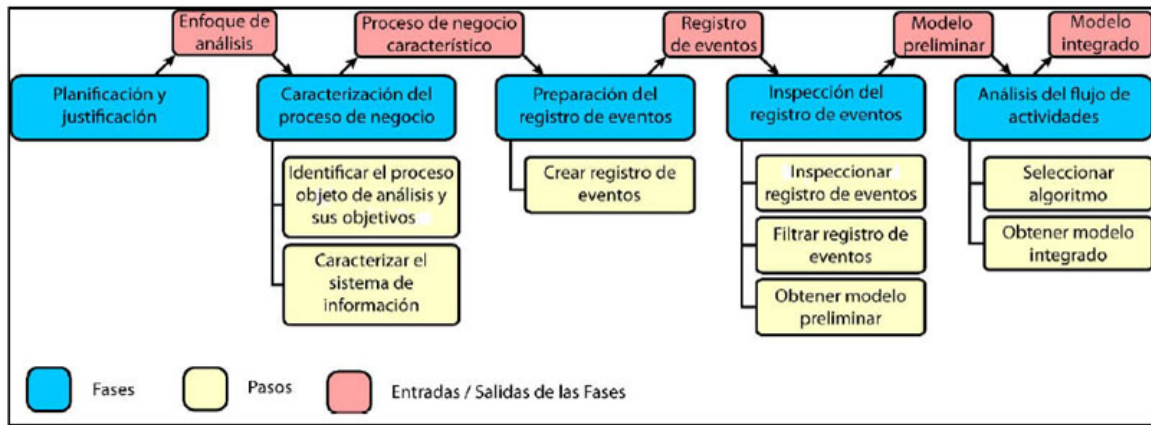 Enfoque de
análisis
Proceso de negocio
característico
Registro
de eventos
Modelo
preliminar
Modelo
integrado
Planificación y
justificación
Caracterización del
proceso de negocio
Preparación del
registro de eventos
Inspección del
registro de eventos
Análisis del flujo de
actividades
Identificar el proceso
objeto de análisis y
sus objetivos
Caracterizar el
sistema de
información
Crear registro de
eventos
Inspeccionar
registro de eventos
Filtrar registro de
eventos
Obtener modelo
preliminar
Seleccionar
algoritmo
Obtener modelo
integrado
Fases
Pasos
Entradas / Salidas de las Fases